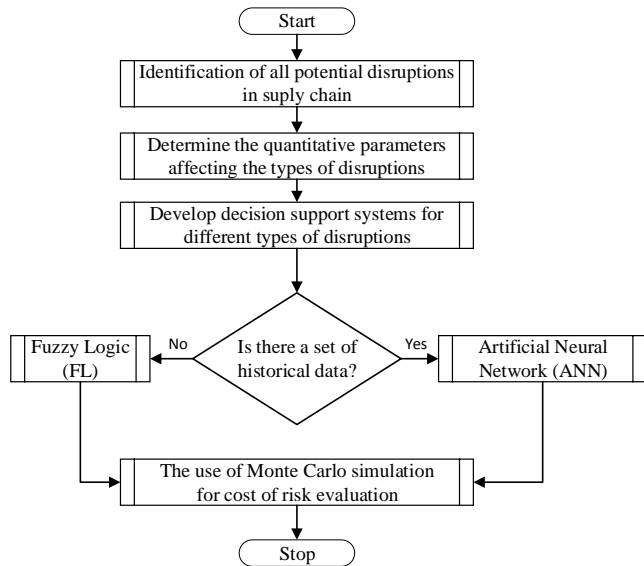 Start
Identification of all potential disruptions
in suply chain
Determine the quantitative parameters
affecting the types of disruptions
Develop decision support systems for
different types of disruptions
Is there a set of
historical data?
No
Yes
Fuzzy Logic
(FL)
Artificial Neural
Network (ANN)
The use of Monte Carlo simulation
for cost of risk evaluation
Stop